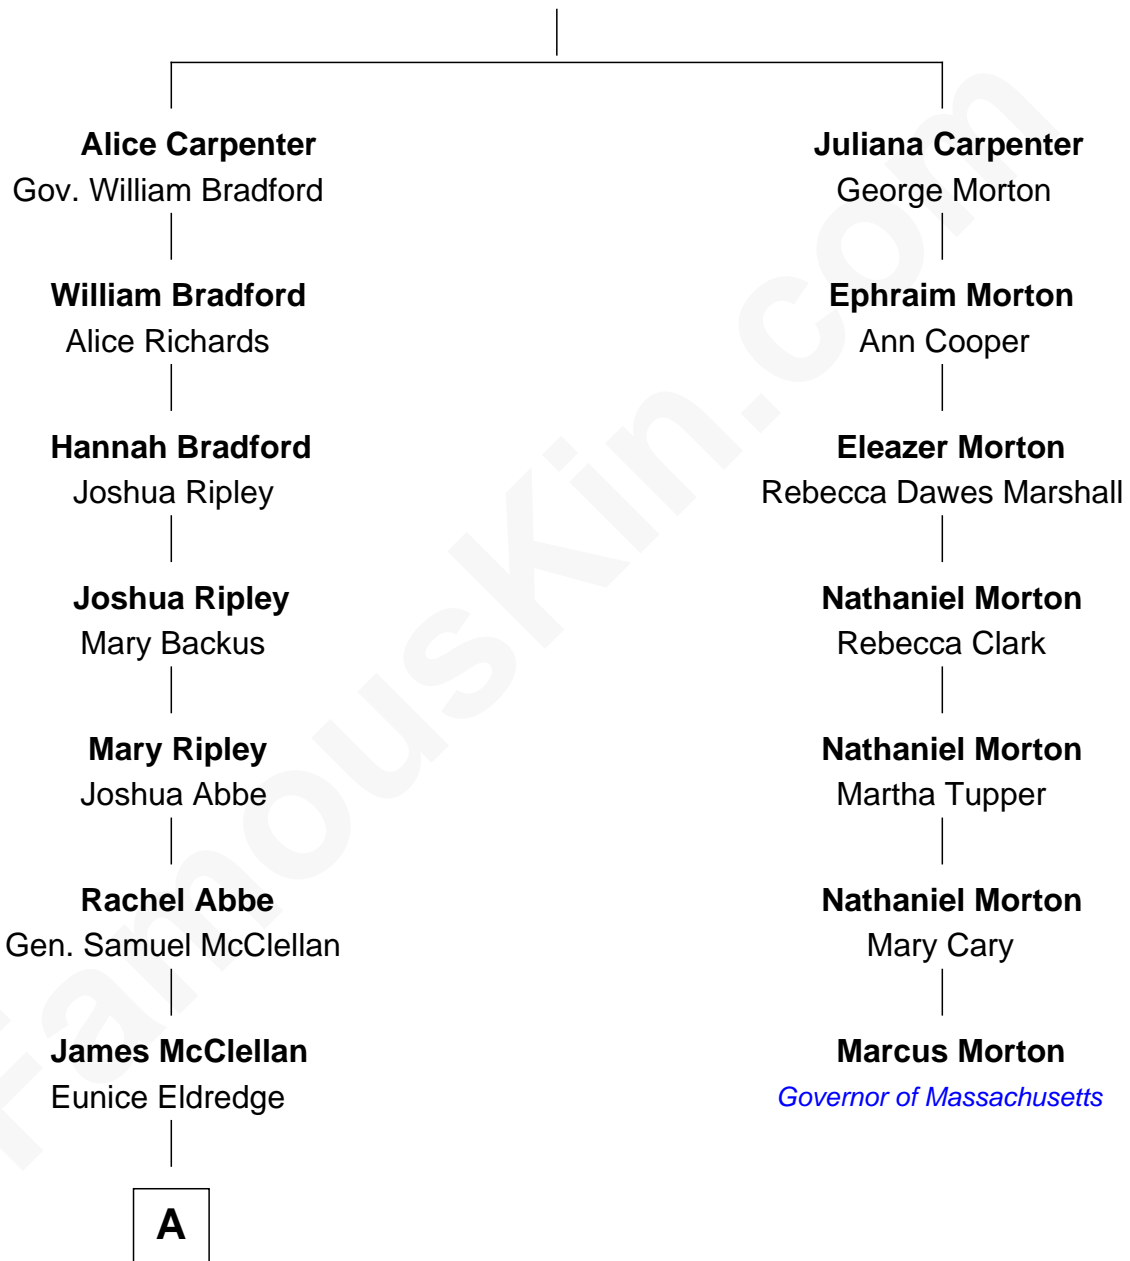 Alice Carpenter
Gov. William Bradford
William Bradford
Alice Richards
Hannah Bradford
Joshua Ripley
Joshua Ripley
Mary Backus
Mary Ripley
Joshua Abbe
Rachel Abbe
Gen. Samuel McClellan
James McClellan
Eunice Eldredge
A
Juliana Carpenter
George Morton
Ephraim Morton
Ann Cooper
Eleazer Morton
Rebecca Dawes Marshall
Nathaniel Morton
Rebecca Clark
Nathaniel Morton
Martha Tupper
Nathaniel Morton
Mary Cary
Marcus Morton
Governor of Massachusetts
FamousKin.com